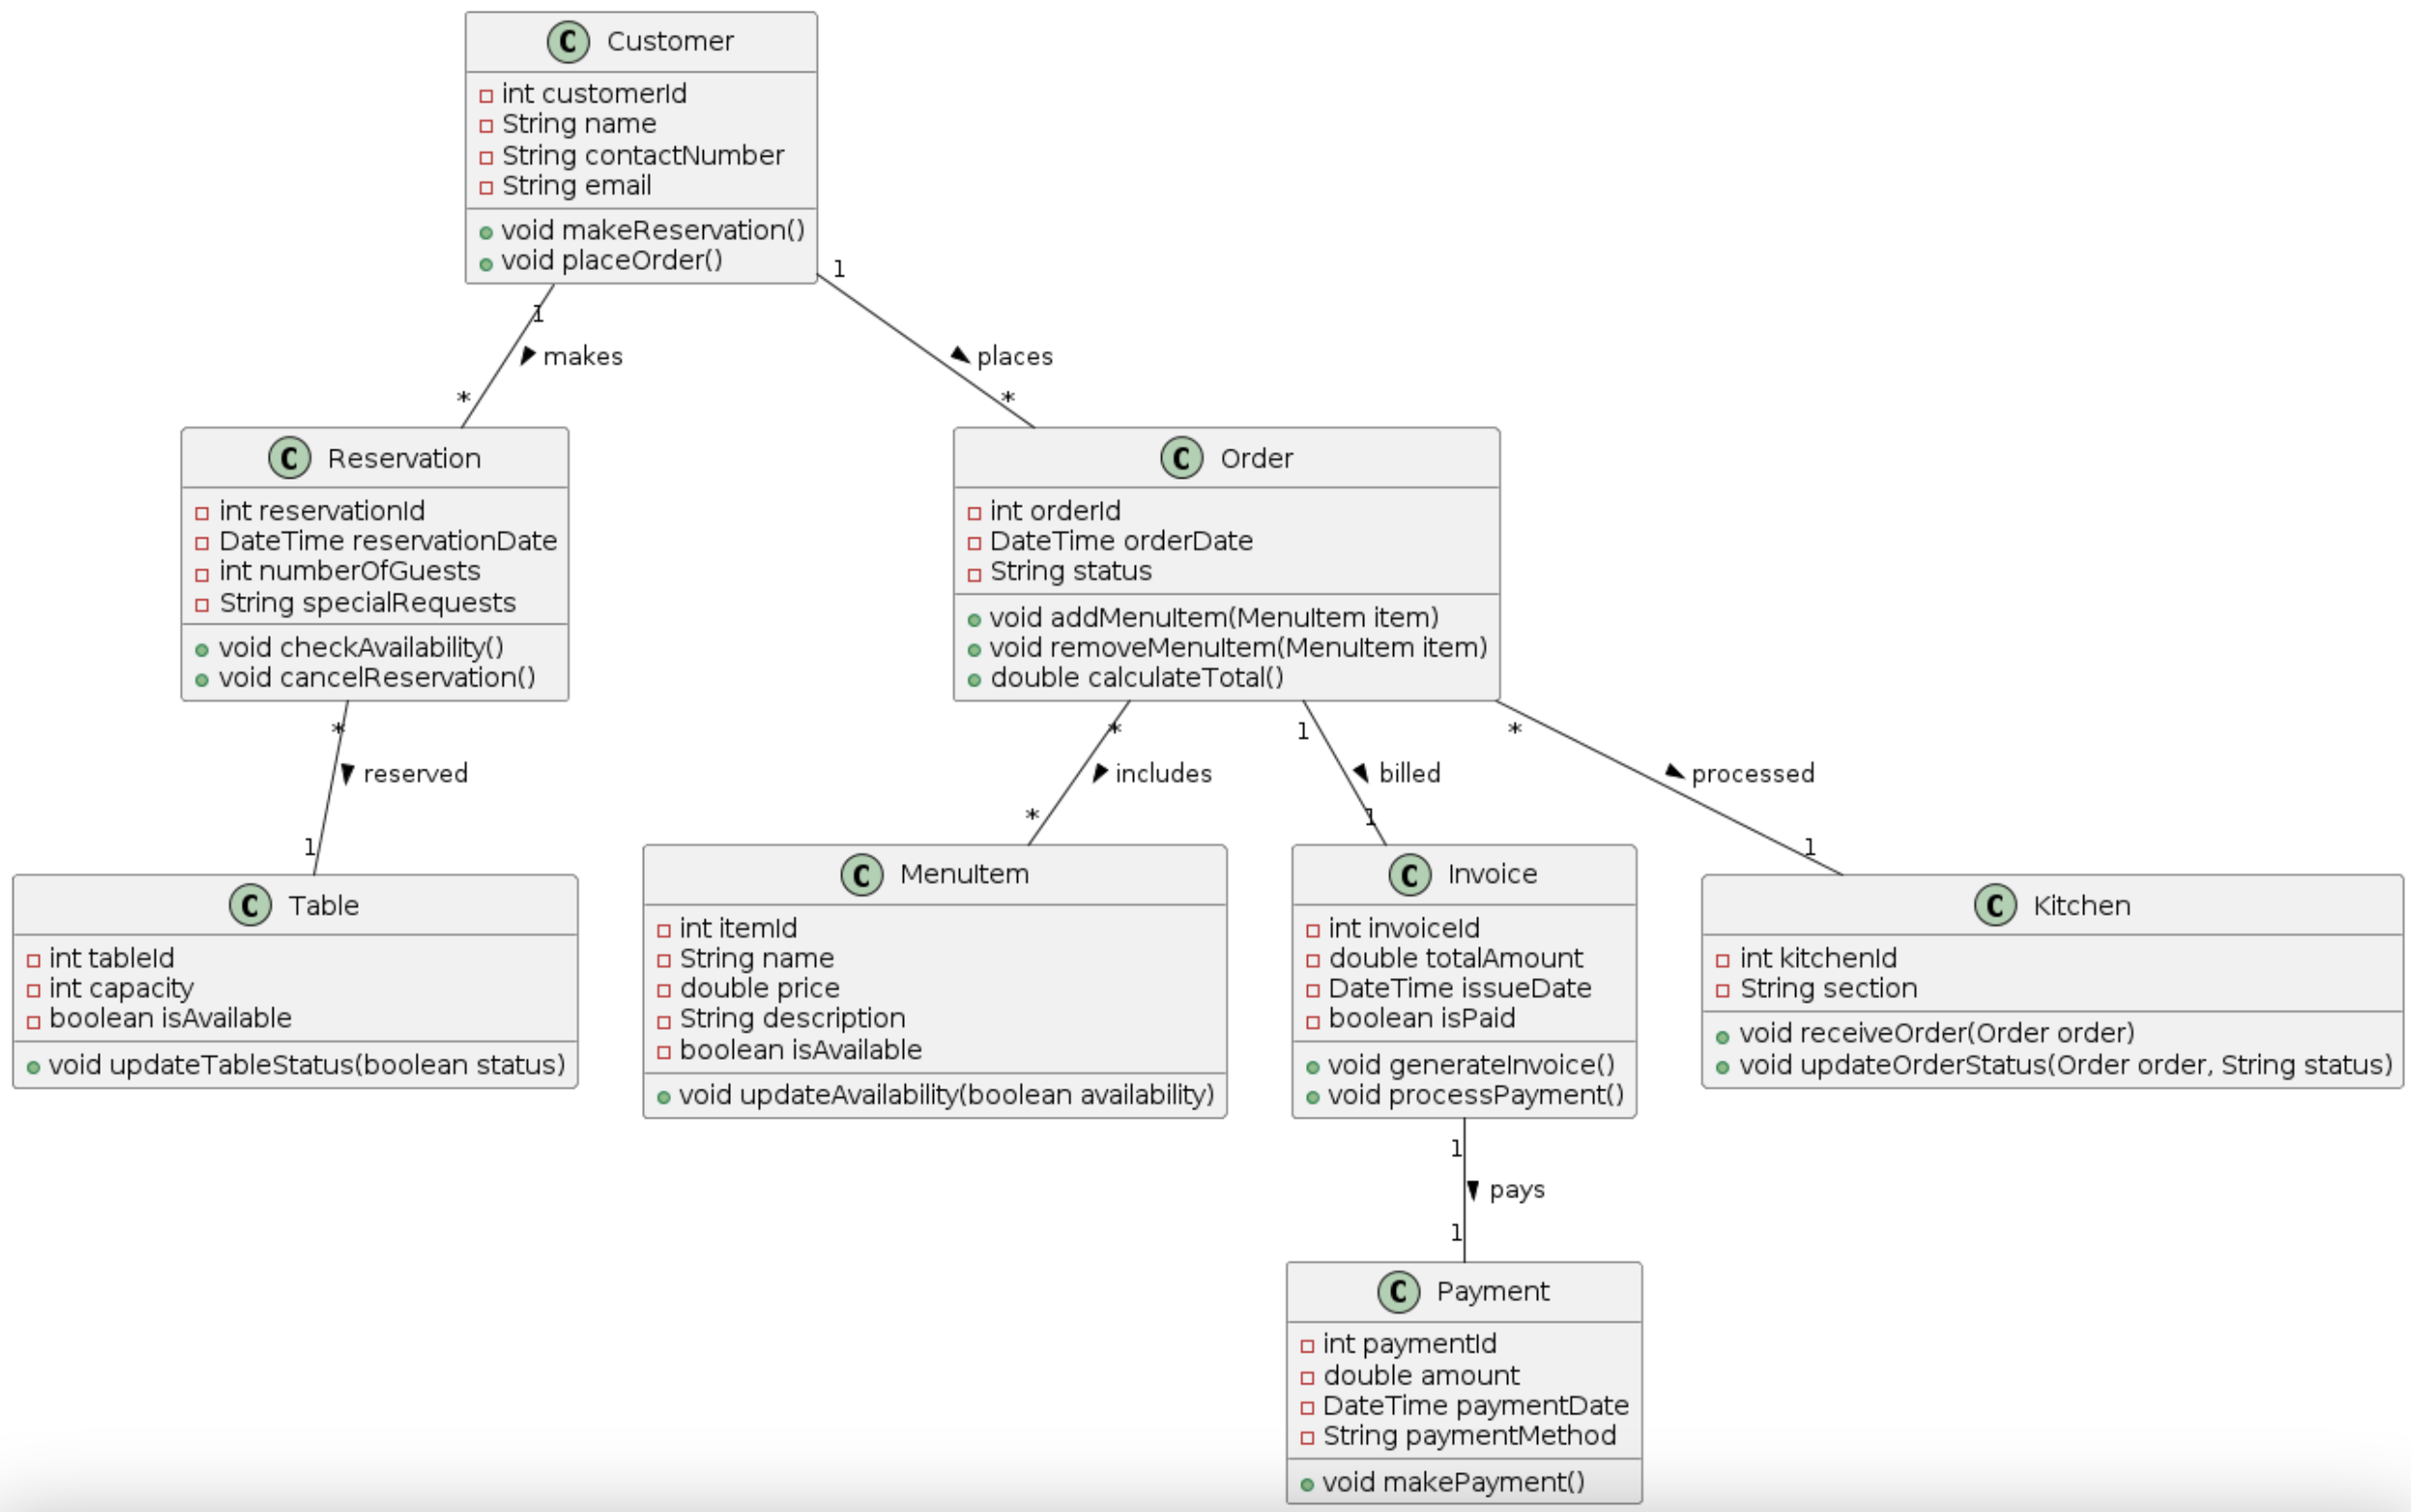 C Customer
int customerId
String name
String contactNumber
String email
void makeReservation()
void placeOrder()
1
1
makes
places
*
*
C Reservation
int reservationId
DateTime reservationDate
int numberOfGuests
String specialRequests
void checkAvailability()
void cancelReservation()
C Order
int orderId
DateTime orderDate
String status
void addMenuItem(MenuItem item)
void removeMenuItem(MenuItem item)
double calculateTotal()
*
*
1
*
reserved
includes
billed
processed
1
*
1
1
C Table
int tableId
int capacity
boolean isAvailable
void updateTableStatus(boolean status)
C MenuItem
int itemId
String name
double price
String description
boolean isAvailable
void updateAvailability(boolean availability)
C Invoice
int invoiceId
double totalAmount
DateTime issueDate
boolean isPaid
void generateInvoice()
void processPayment()
C Kitchen
int kitchenId
String section
void receiveOrder(Order order)
void updateOrderStatus(Order order, String status)
1
pays
1
C Payment
int paymentId
double amount
DateTime paymentDate
String paymentMethod
void makePayment()